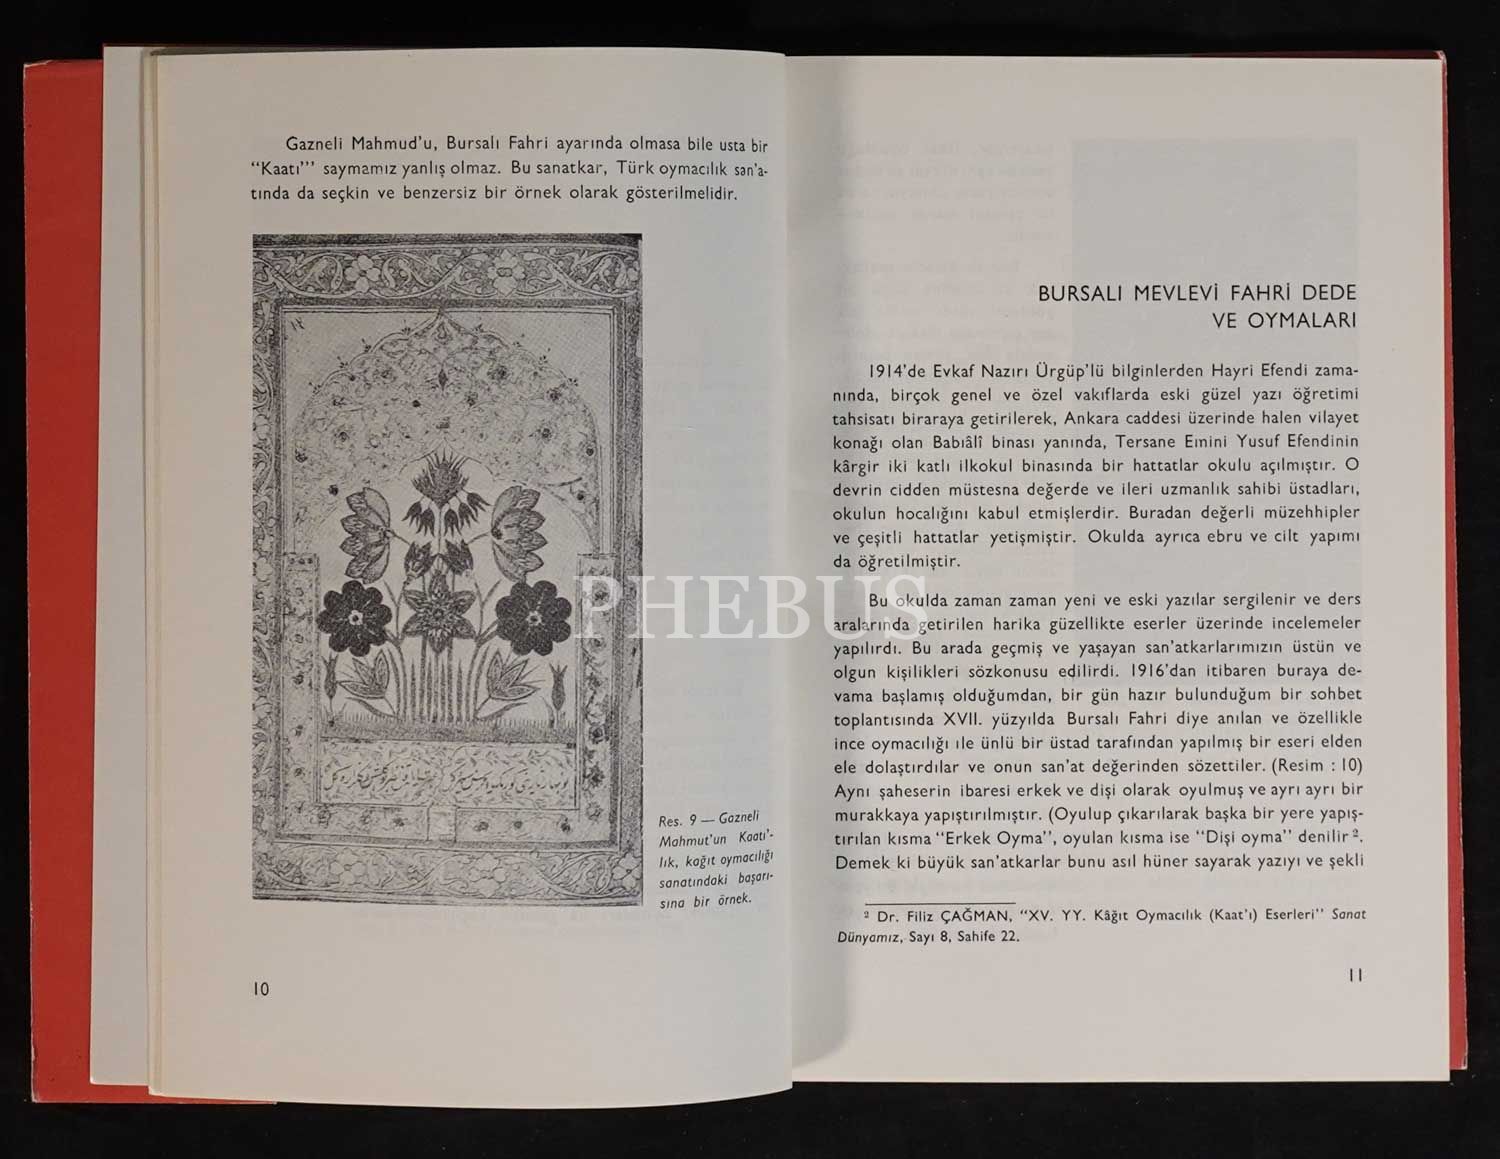 Gazneli Mahmud'u, Bursalı Fahri ayarında olmasa bile usta bir
"Kaatı'" saymamız yanlış olmaz. Bu sanatkar, Türk oymacılık san'a-
tında da seçkin ve benzersiz bir örnek olarak gösterilmelidir.
Res. 9 — Gazneli
Mahmut'un Kaatı'-
lık, kağıt oymacılığı
sanatındaki başarı-
sına bir örnek.
10
BURSALI MEVLEVİ FAHRİ DEDE
VE OYMALARI
1914'de Evkaf Nazırı Ürgüp'lü bilginlerden Hayri Efendi zama-
nında, birçok genel ve özel vakıflarda eski güzel yazı öğretimi
tahsisatı biraraya getirilerek, Ankara caddesi üzerinde halen vilayet
konağı olan Babıâlî binası yanında, Tersane Emini Yusuf Efendinin
kârgir iki katlı ilkokul binasında bir hattatlar okulu açılmıştır. O
devrin cidden müstesna değerde ve ileri uzmanlık sahibi üstadları,
okulun hocalığını kabul etmişlerdir. Buradan değerli müzehhipler
ve çeşitli hattatlar yetişmiştir. Okulda ayrıca ebru ve cilt yapımı
da öğretilmiştir.
Bu okulda zaman zaman yeni ve eski yazılar sergilenir ve ders
aralarında getirilen harika güzellikte eserler üzerinde incelemeler
yapılırdı. Bu arada geçmiş ve yaşayan san'atkarlarımızın üstün ve
olgun kişilikleri sözkonusu edilirdi. 1916'dan itibaren buraya de-
vama başlamış olduğumdan, bir gün hazır bulunduğum bir sohbet
toplantısında XVII. yüzyılda Bursalı Fahri diye anılan ve özellikle
ince oymacılığı ile ünlü bir üstad tarafından yapılmış bir eseri elden
ele dolaştırdılar ve onun san'at değerinden sözettiler. (Resim : 10)
Aynı şaheserin ibaresi erkek ve dişi olarak oyulmuş ve ayrı ayrı bir
murakkaya yapıştırılmıştır. (Oyulup çıkarılarak başka bir yere yapış-
tırılan kısma "Erkek Oyma", oyulan kısma ise "Dişi oyma" denilir ².
Demek ki büyük san'atkarlar bunu asıl hüner sayarak yazıyı ve şekli
² Dr. Filiz ÇAĞMAN, "XV. YY. Kâğıt Oymacılık (Kaat'ı) Eserleri" Sanat
Dünyamız, Sayı 8, Sahife 22.
11
PHEBUS